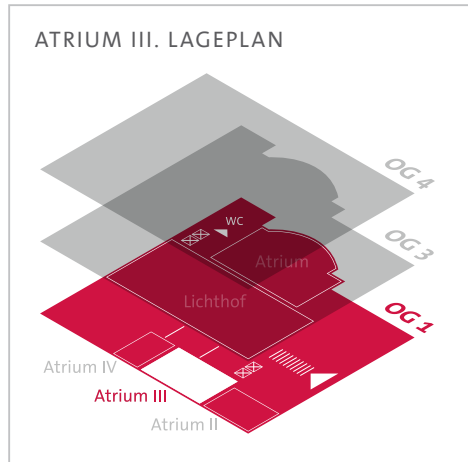 ATRIUM III. LAGEPLAN
OG 4
OG 3
WC
Atrium
Lichthof
OG 1
Atrium IV
Atrium III
Atrium II